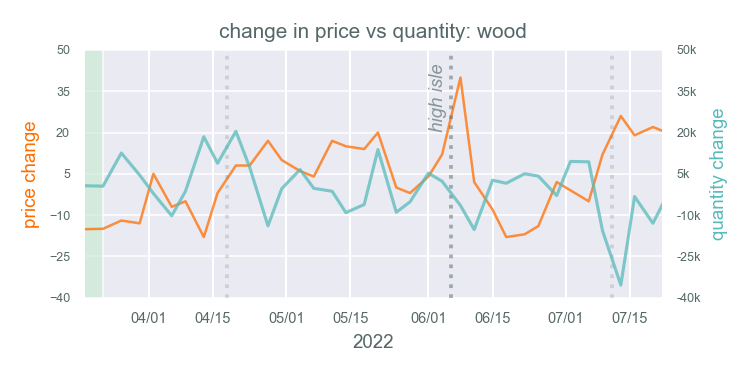 change in price vs quantity: wood
50
35
20
5
−10
−25
−40
price change
high isle
50k
35k
20k
5k
-10k
-25k
-40k
quantity change
04/01 04/15 05/01 05/15 06/01 06/15 07/01 07/15
2022